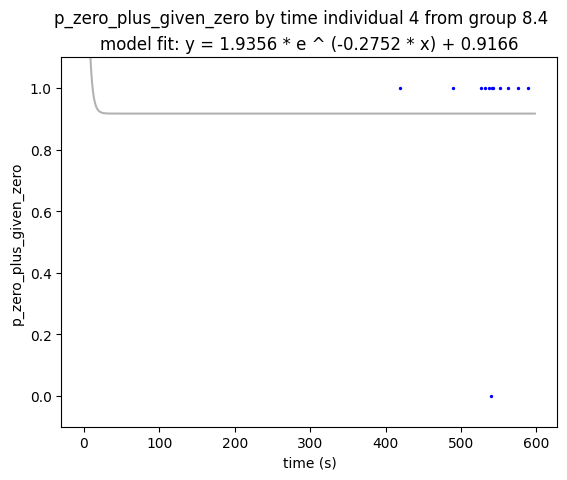 p_zero_plus_given_zero by time individual 4 from group 8.4
model fit: y = 1.9356 * e ^ (-0.2752 * x) + 0.9166
1.0
0.8
0.6
0.4
0.2
0.0
p_zero_plus_given_zero
0 100 200 300 400 500 600
time (s)